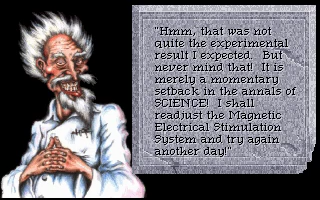 "Hmm, that was not
quite the experimental
result I expected.  But
never mind that!  It is
merely a momentary
setback in the annals of
SCIENCE!  I shall
readjust the Magnetic
Electrical Stimulation
System and try again
another day!"